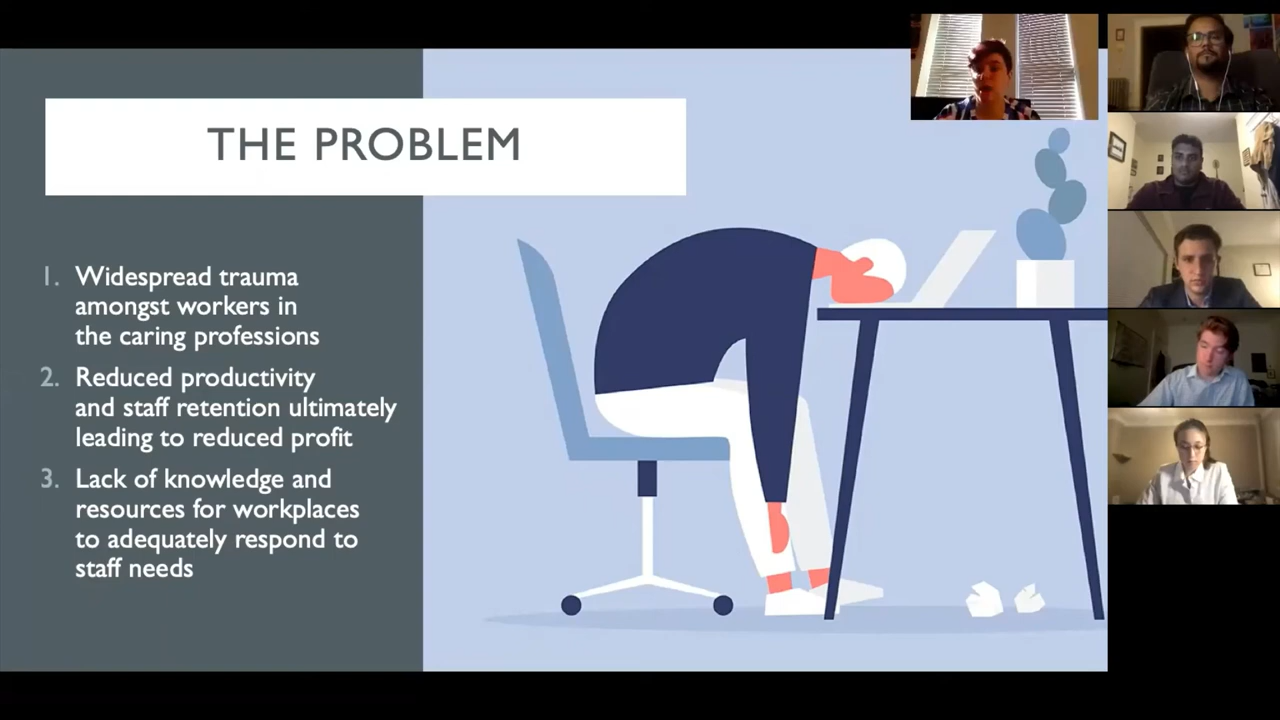 THE PROBLEM
1. Widespread trauma
amongst workers in
the caring professions
2. Reduced productivity
and staff retention ultimately
leading to reduced profit
3. Lack of knowledge and
resources for workplaces
to adequately respond to
staff needs